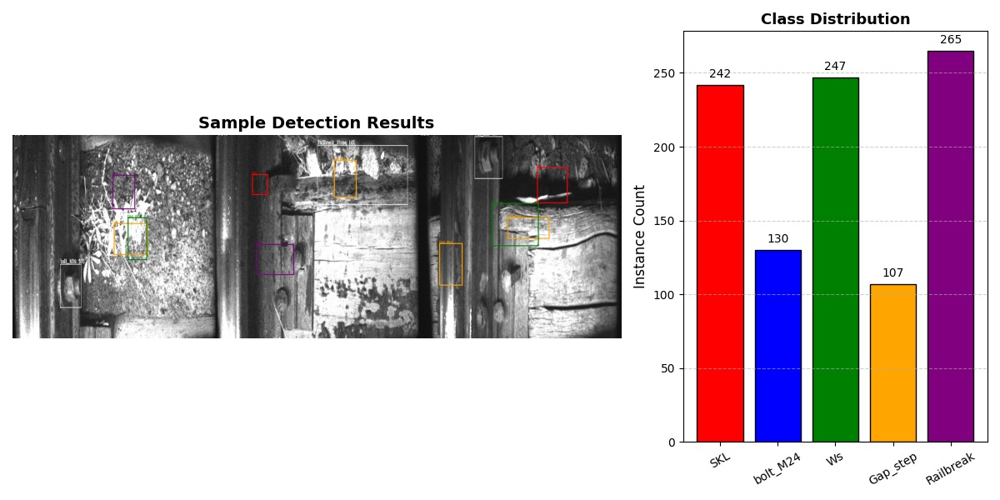 Sample Detection Results
Class Distribution
Instance Count
250
200
150
100
50
0
242
130
247
107
265
SKL
bolt_M24
Ws
Gap_step
Railbreak